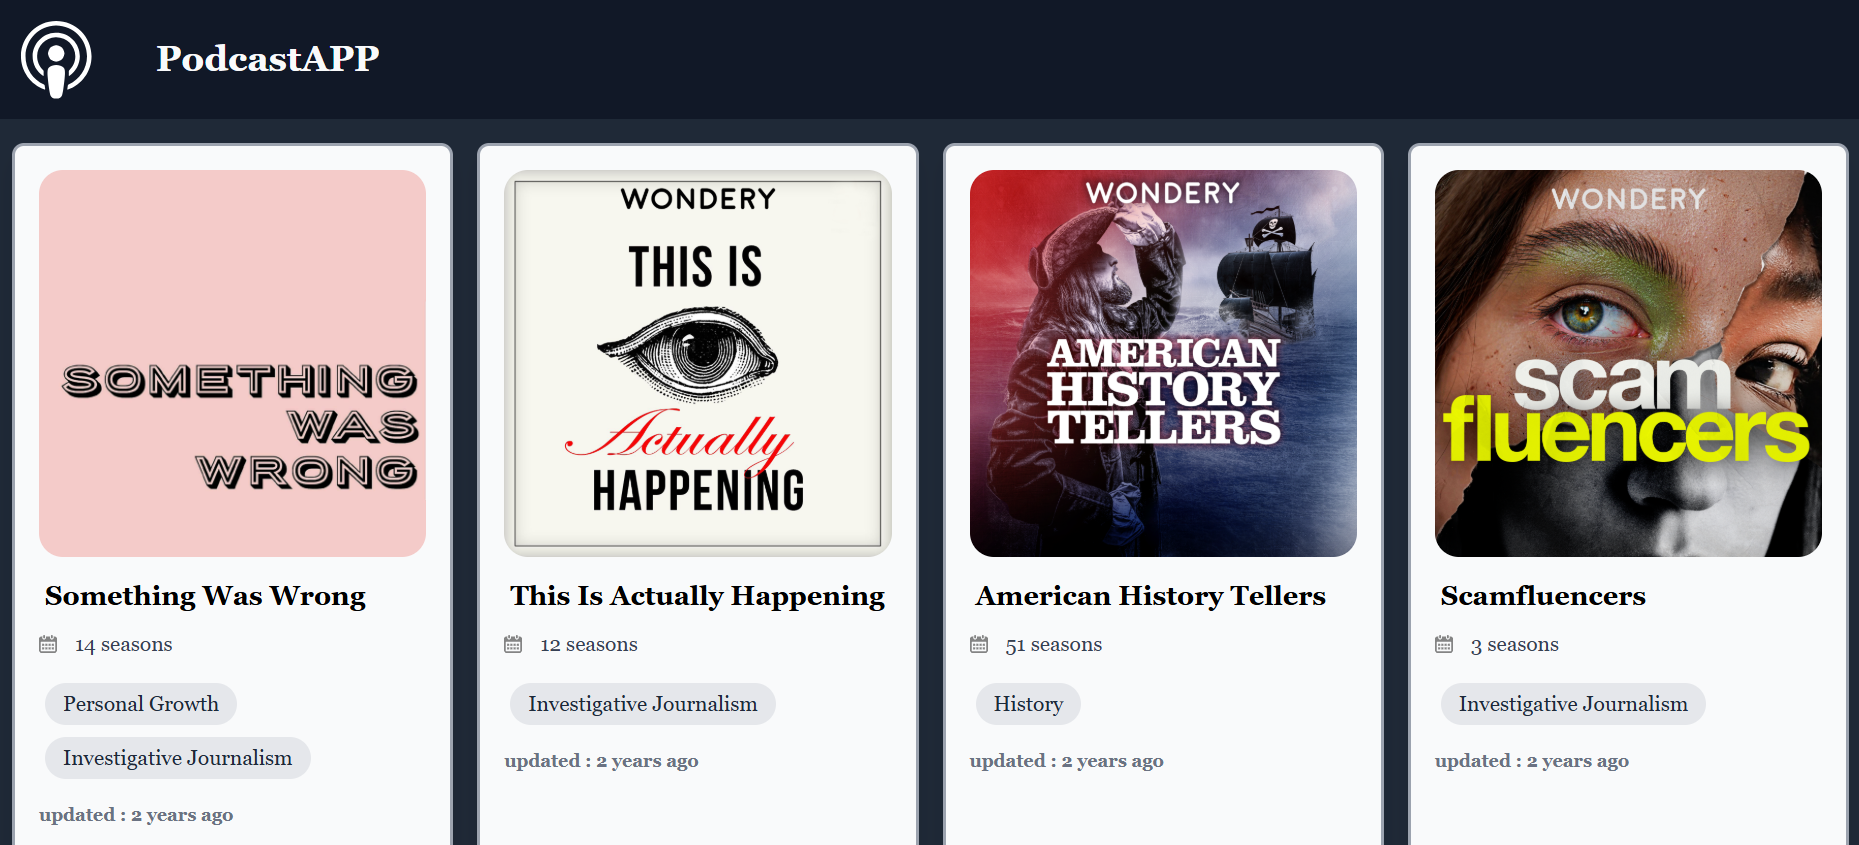 PodcastAPP
SOMETHING
WAS
WRONG
Something Was Wrong
14 seasons
Personal Growth
Investigative Journalism
updated : 2 years ago
WONDERY
THIS IS
Actually
HAPPENING
This Is Actually Happening
12 seasons
Investigative Journalism
updated : 2 years ago
WONDERY
AMERICAN
HISTORY
TELLERS
American History Tellers
51 seasons
History
updated : 2 years ago
WONDERY
scam
fluencers
Scamfluencers
3 seasons
Investigative Journalism
updated : 2 years ago